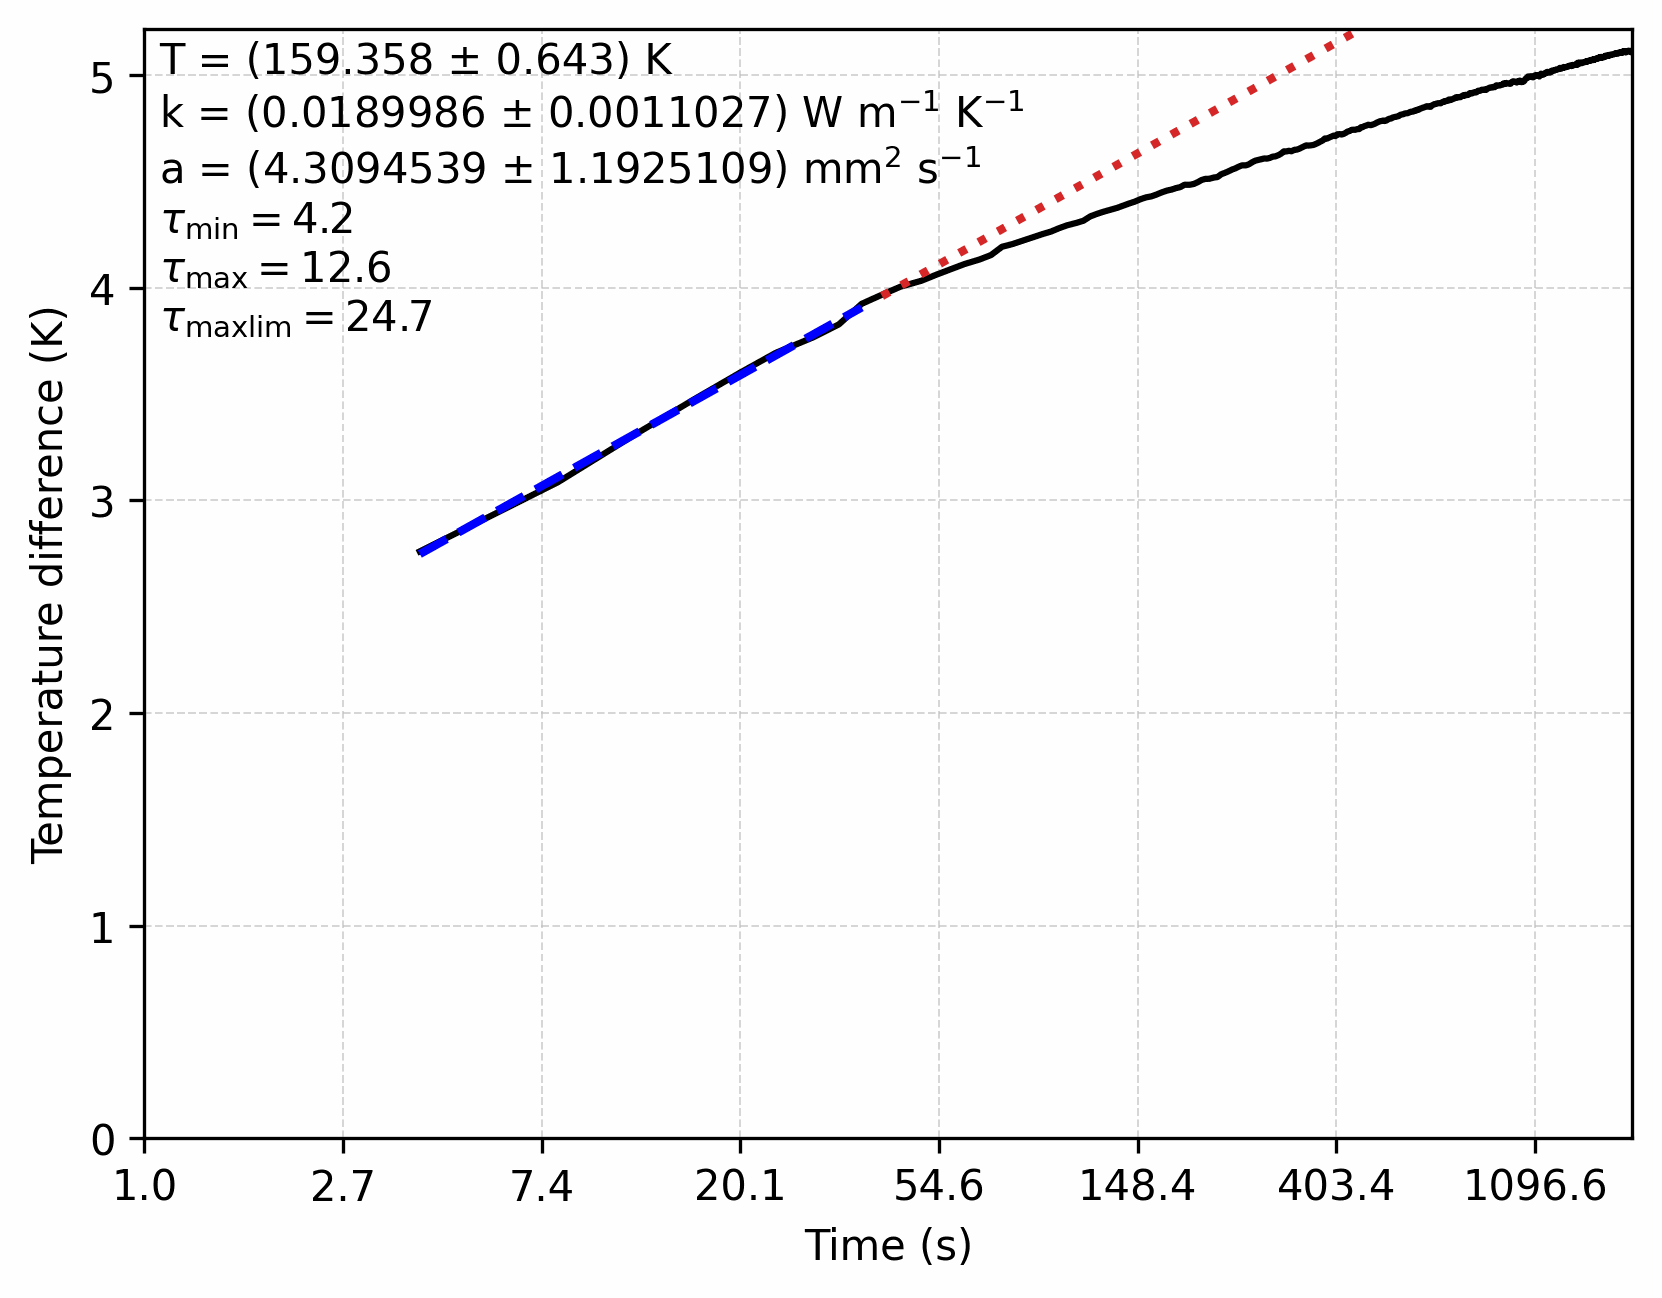 T = (159.358 ± 0.643) K
k = (0.0189986 ± 0.0011027) W m⁻¹ K⁻¹
a = (4.3094539 ± 1.1925109) mm² s⁻¹
τmin = 4.2
τmax = 12.6
τmaxlim = 24.7
Temperature difference (K)
5
4
3
2
1
0
1.0 2.7 7.4 20.1 54.6 148.4 403.4 1096.6
Time (s)